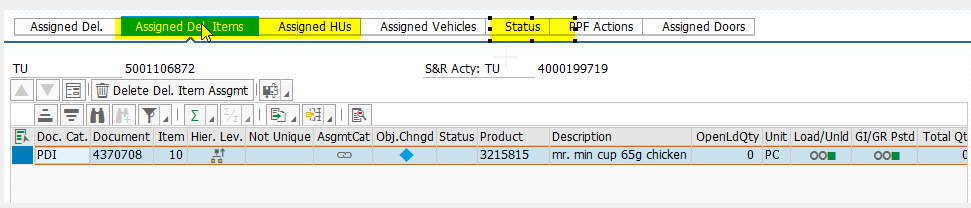 Assigned Del. Assigned Del. Items Assigned HUs Assigned Vehicles Status PPF Actions Assigned Doors
TU 5001106872 S&R Acty: TU 4000199719
Delete Del. Item Assgmt
Doc. Cat. Document Item Hier. Lev. Not Unique AsgmtCat Obj.Chngd Status Product Description OpenLdQty Unit Load/Unld GI/GR Pstd Total Qt
PDI 4370708 10 3215815 mr. min cup 65g chicken 0 PC 0